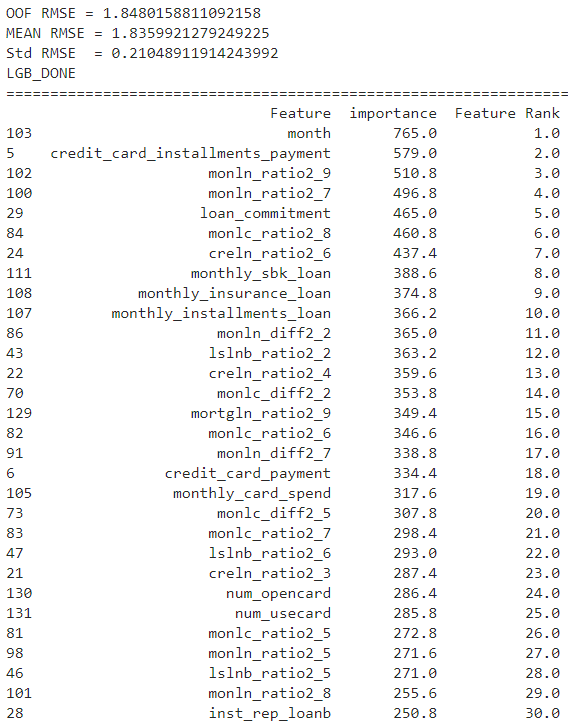 OOF RMSE = 1.8480158811092158
MEAN RMSE = 1.8359921279249225
Std RMSE  = 0.21048911914243992
LGB_DONE
================================================================
Feature  importance  Feature Rank
103 month 765.0 1.0
5 credit_card_installments_payment 579.0 2.0
102 monln_ratio2_9 510.8 3.0
100 monln_ratio2_7 496.8 4.0
29 loan_commitment 465.0 5.0
84 monlc_ratio2_8 460.8 6.0
24 creln_ratio2_6 437.4 7.0
111 monthly_sbk_loan 388.6 8.0
108 monthly_insurance_loan 374.8 9.0
107 monthly_installments_loan 366.2 10.0
86 monln_diff2_2 365.0 11.0
43 lslnb_ratio2_2 363.2 12.0
22 creln_ratio2_4 359.6 13.0
70 monlc_diff2_2 353.8 14.0
129 mortgln_ratio2_9 349.4 15.0
82 monlc_ratio2_6 346.6 16.0
91 monln_diff2_7 338.8 17.0
6 credit_card_payment 334.4 18.0
105 monthly_card_spend 317.6 19.0
73 monlc_diff2_5 307.8 20.0
83 monlc_ratio2_7 298.4 21.0
47 lslnb_ratio2_6 293.0 22.0
21 creln_ratio2_3 287.4 23.0
130 num_opencard 286.4 24.0
131 num_usecard 285.8 25.0
81 monlc_ratio2_5 272.8 26.0
98 monln_ratio2_5 271.6 27.0
46 lslnb_ratio2_5 271.0 28.0
101 monln_ratio2_8 255.6 29.0
28 inst_rep_loanb 250.8 30.0